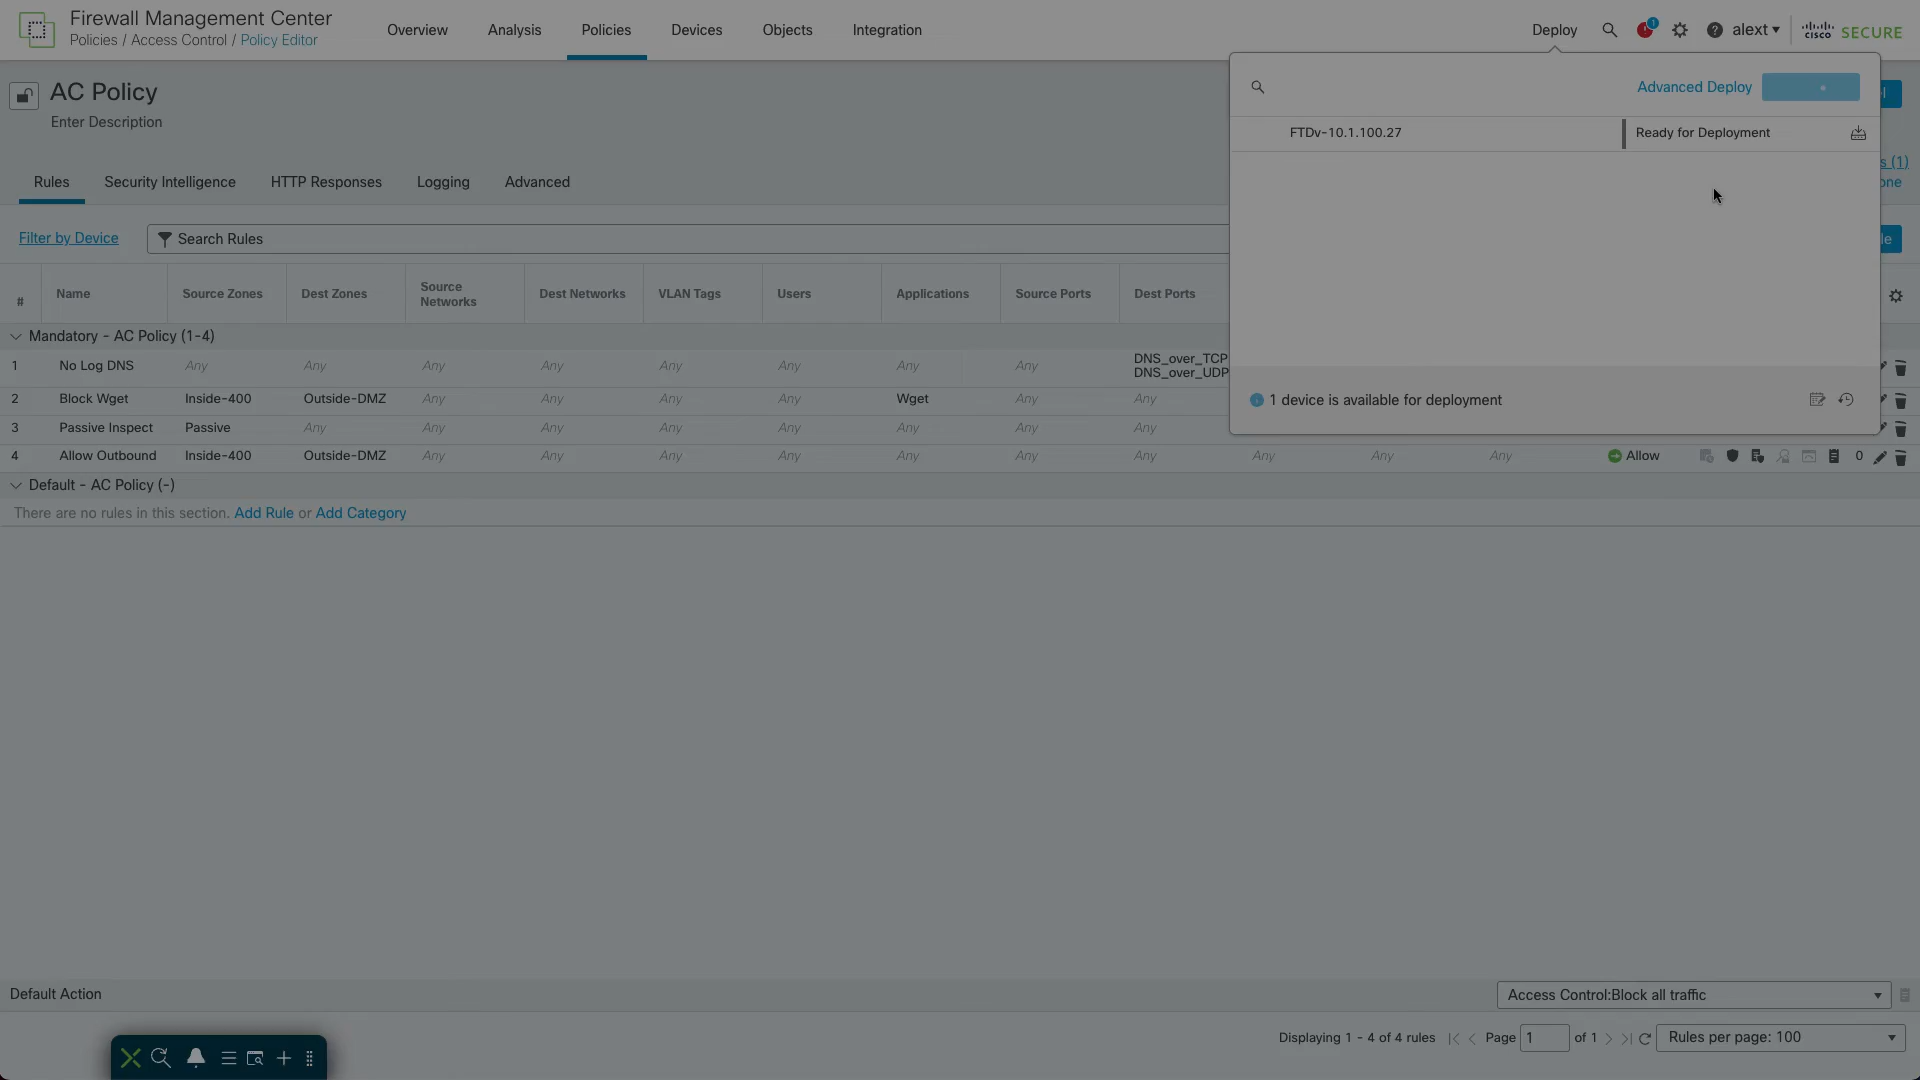 Firewall Management Center
Policies / Access Control / Policy Editor
Overview
Analysis
Policies
Devices
Objects
Integration
Deploy
1
alext
cisco SECURE
AC Policy
Enter Description
Advanced Deploy
FTDv-10.1.100.27
Ready for Deployment
s (1)
one
Rules
Security Intelligence
HTTP Responses
Logging
Advanced
Filter by Device
Search Rules
le
#
Name
Source Zones
Dest Zones
Source Networks
Dest Networks
VLAN Tags
Users
Applications
Source Ports
Dest Ports
Mandatory - AC Policy (1-4)
1 No Log DNS Any Any Any Any Any Any Any Any DNS_over_TCP
DNS_over_UDP
2 Block Wget Inside-400 Outside-DMZ Any Any Any Any Wget Any Any
3 Passive Inspect Passive Any Any Any Any Any Any Any Any
4 Allow Outbound Inside-400 Outside-DMZ Any Any Any Any Any Any Any Any Any Any Allow 0
1 device is available for deployment
Default - AC Policy (-)
There are no rules in this section. Add Rule or Add Category
Default Action
Access Control:Block all traffic
Displaying 1 - 4 of 4 rules
Page 1 of 1
Rules per page: 100